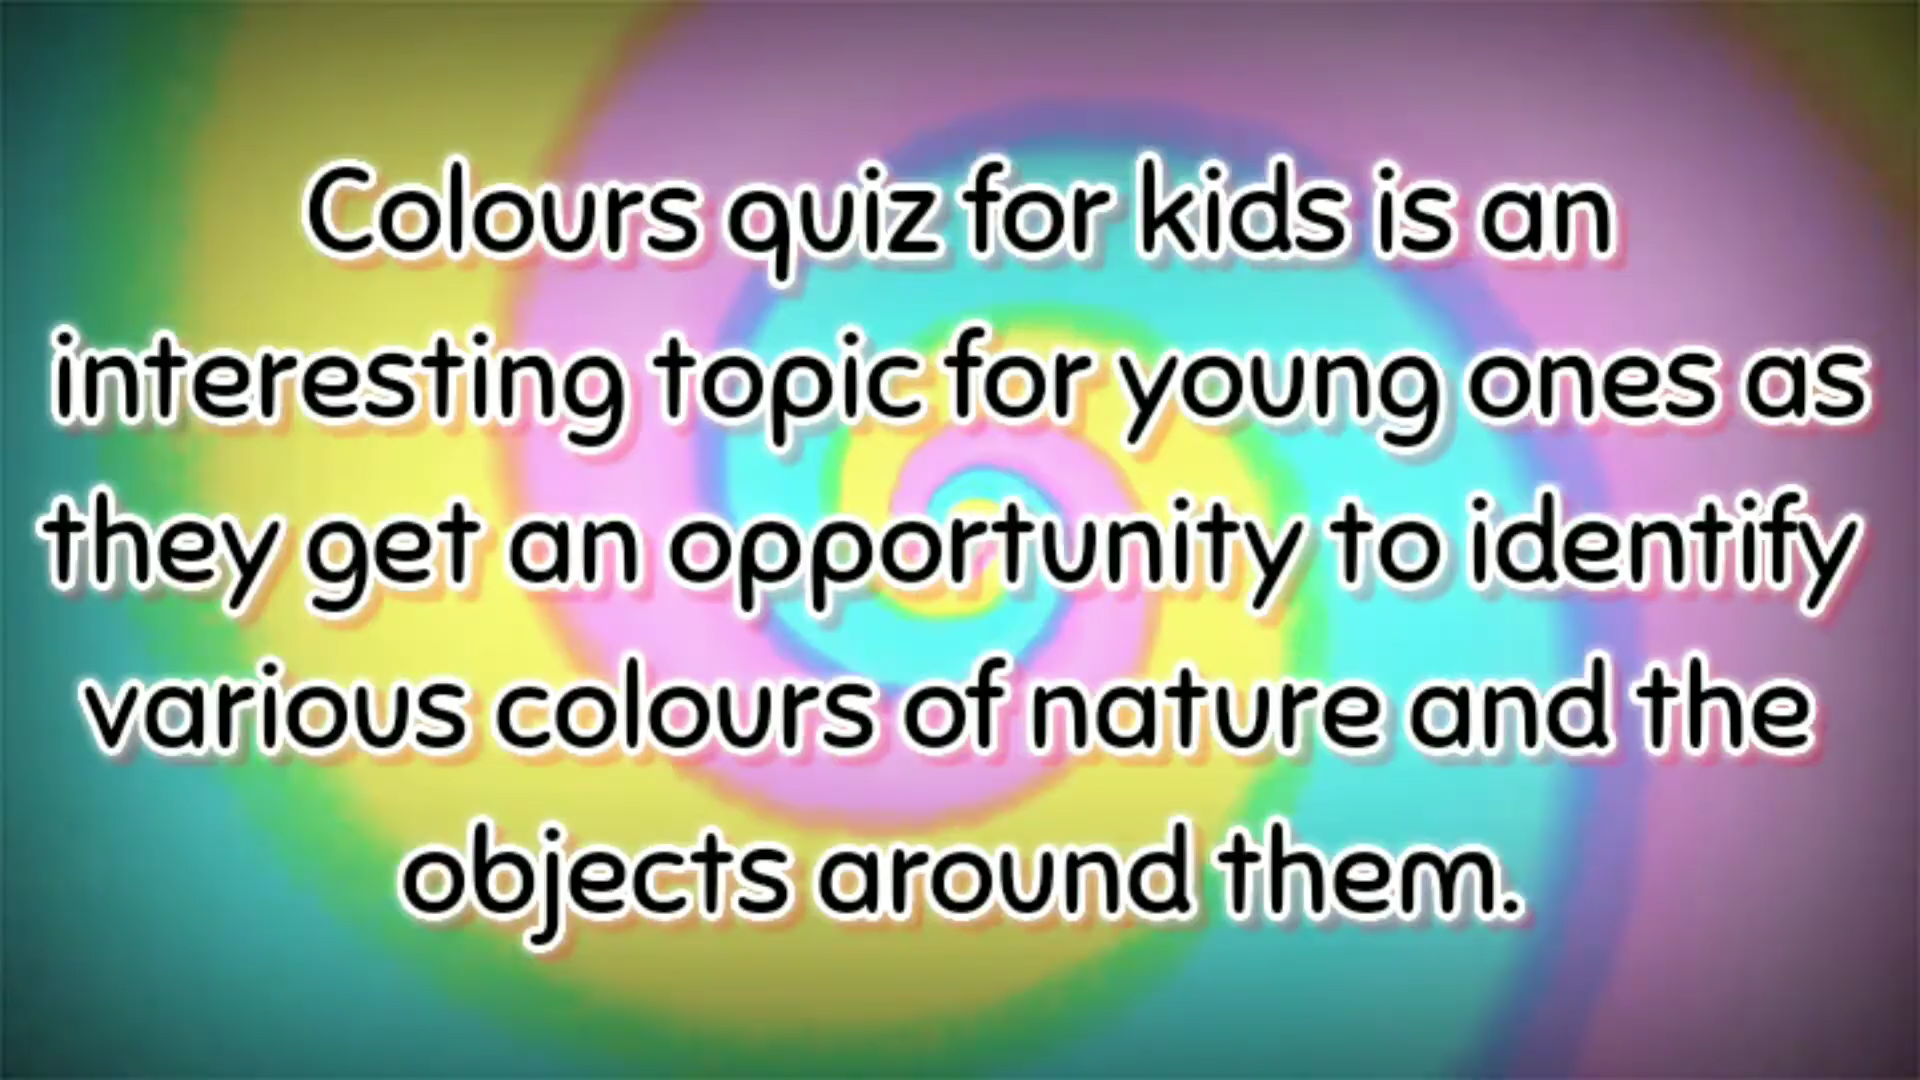 Colours quiz for kids is an
interesting topic for young ones as
they get an opportunity to identify
various colours of nature and the
objects around them.